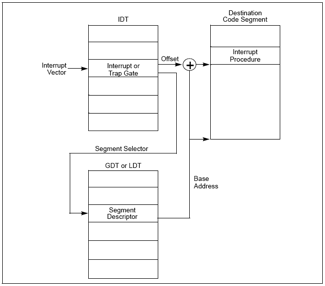 IDT
Destination
Code Segment
Interrupt
Vector
Interrupt or
Trap Gate
Offset
Interrupt
Procedure
Segment Selector
GDT or LDT
Base
Address
Segment
Descriptor